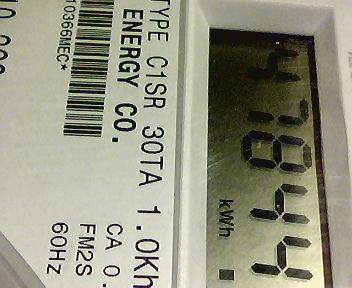 47844
kWh
TYPE C1SR 30TA 1.0Kh
ENERGY CO.
CA 0.
FM2S
60Hz
10366MEC*